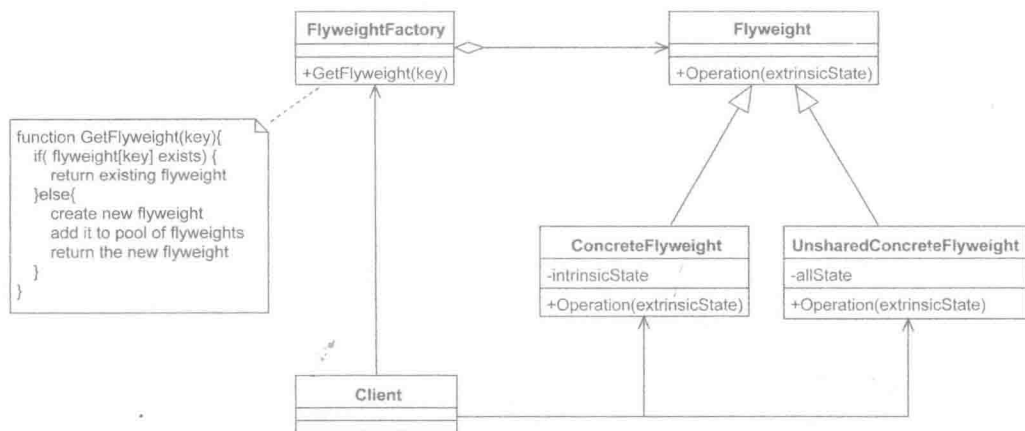 FlyweightFactory
+GetFlyweight(key)
Flyweight
+Operation(extrinsicState)
function GetFlyweight(key){
if( flyweight[key] exists) {
return existing flyweight
}else{
create new flyweight
add it to pool of flyweights
return the new flyweight
}
}
ConcreteFlyweight
-intrinsicState
+Operation(extrinsicState)
UnsharedConcreteFlyweight
-allState
+Operation(extrinsicState)
Client